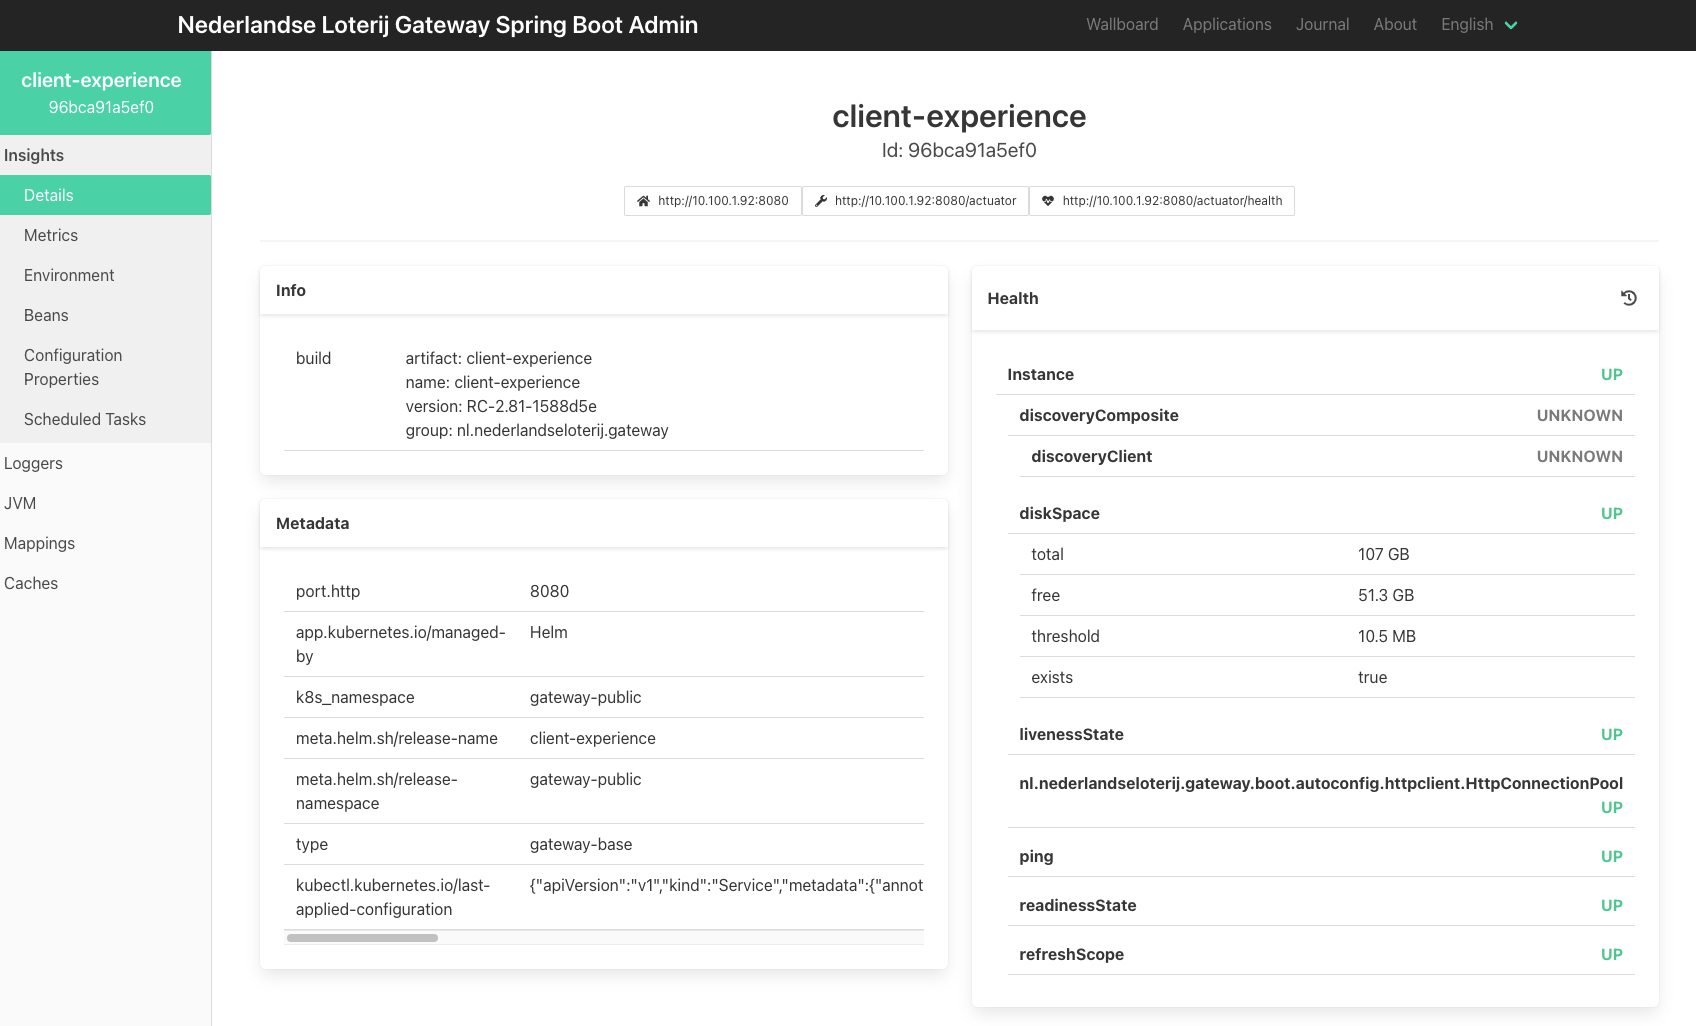 Nederlandse Loterij Gateway Spring Boot Admin
Wallboard
Applications
Journal
About
English
client-experience
96bca91a5ef0
Insights
Details
Metrics
Environment
Beans
Configuration
Properties
Scheduled Tasks
Loggers
JVM
Mappings
Caches
client-experience
Id: 96bca91a5ef0
http://10.100.1.92:8080
http://10.100.1.92:8080/actuator
http://10.100.1.92:8080/actuator/health
Info
build
artifact: client-experience
name: client-experience
version: RC-2.81-1588d5e
group: nl.nederlandseloterij.gateway
Metadata
port.http 8080
app.kubernetes.io/managed- Helm
by
k8s_namespace gateway-public
meta.helm.sh/release-name client-experience
meta.helm.sh/release- gateway-public
namespace
type gateway-base
kubectl.kubernetes.io/last- {"apiVersion":"v1","kind":"Service","metadata":{"annot
applied-configuration
Health
Instance UP
discoveryComposite UNKNOWN
discoveryClient UNKNOWN
diskSpace UP
total 107 GB
free 51.3 GB
threshold 10.5 MB
exists true
livenessState UP
nl.nederlandseloterij.gateway.boot.autoconfig.httpclient.HttpConnectionPool
UP
ping UP
readinessState UP
refreshScope UP